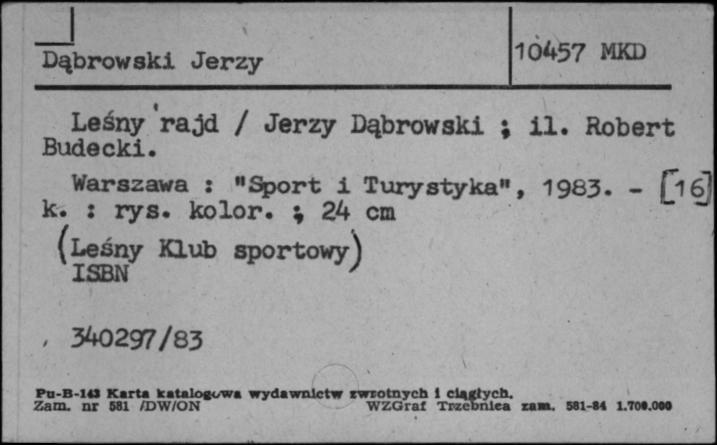 Dąbrowski Jerzy
10457 MKD
Leśny rajd / Jerzy Dąbrowski ; il. Robert
Budecki.
Warszawa : "Sport i Turystyka", 1983. - [16]
k. : rys. kolor. ; 24 cm
(Leśny Klub sportowy)
ISBN
340297/83
Pu-B-143 Karta katalogowa wydawnictw zwrotnych i ciągłych.
Zam. nr 581 /DW/ON WZGraf Trzebnica zam. 581-84 1.700.000